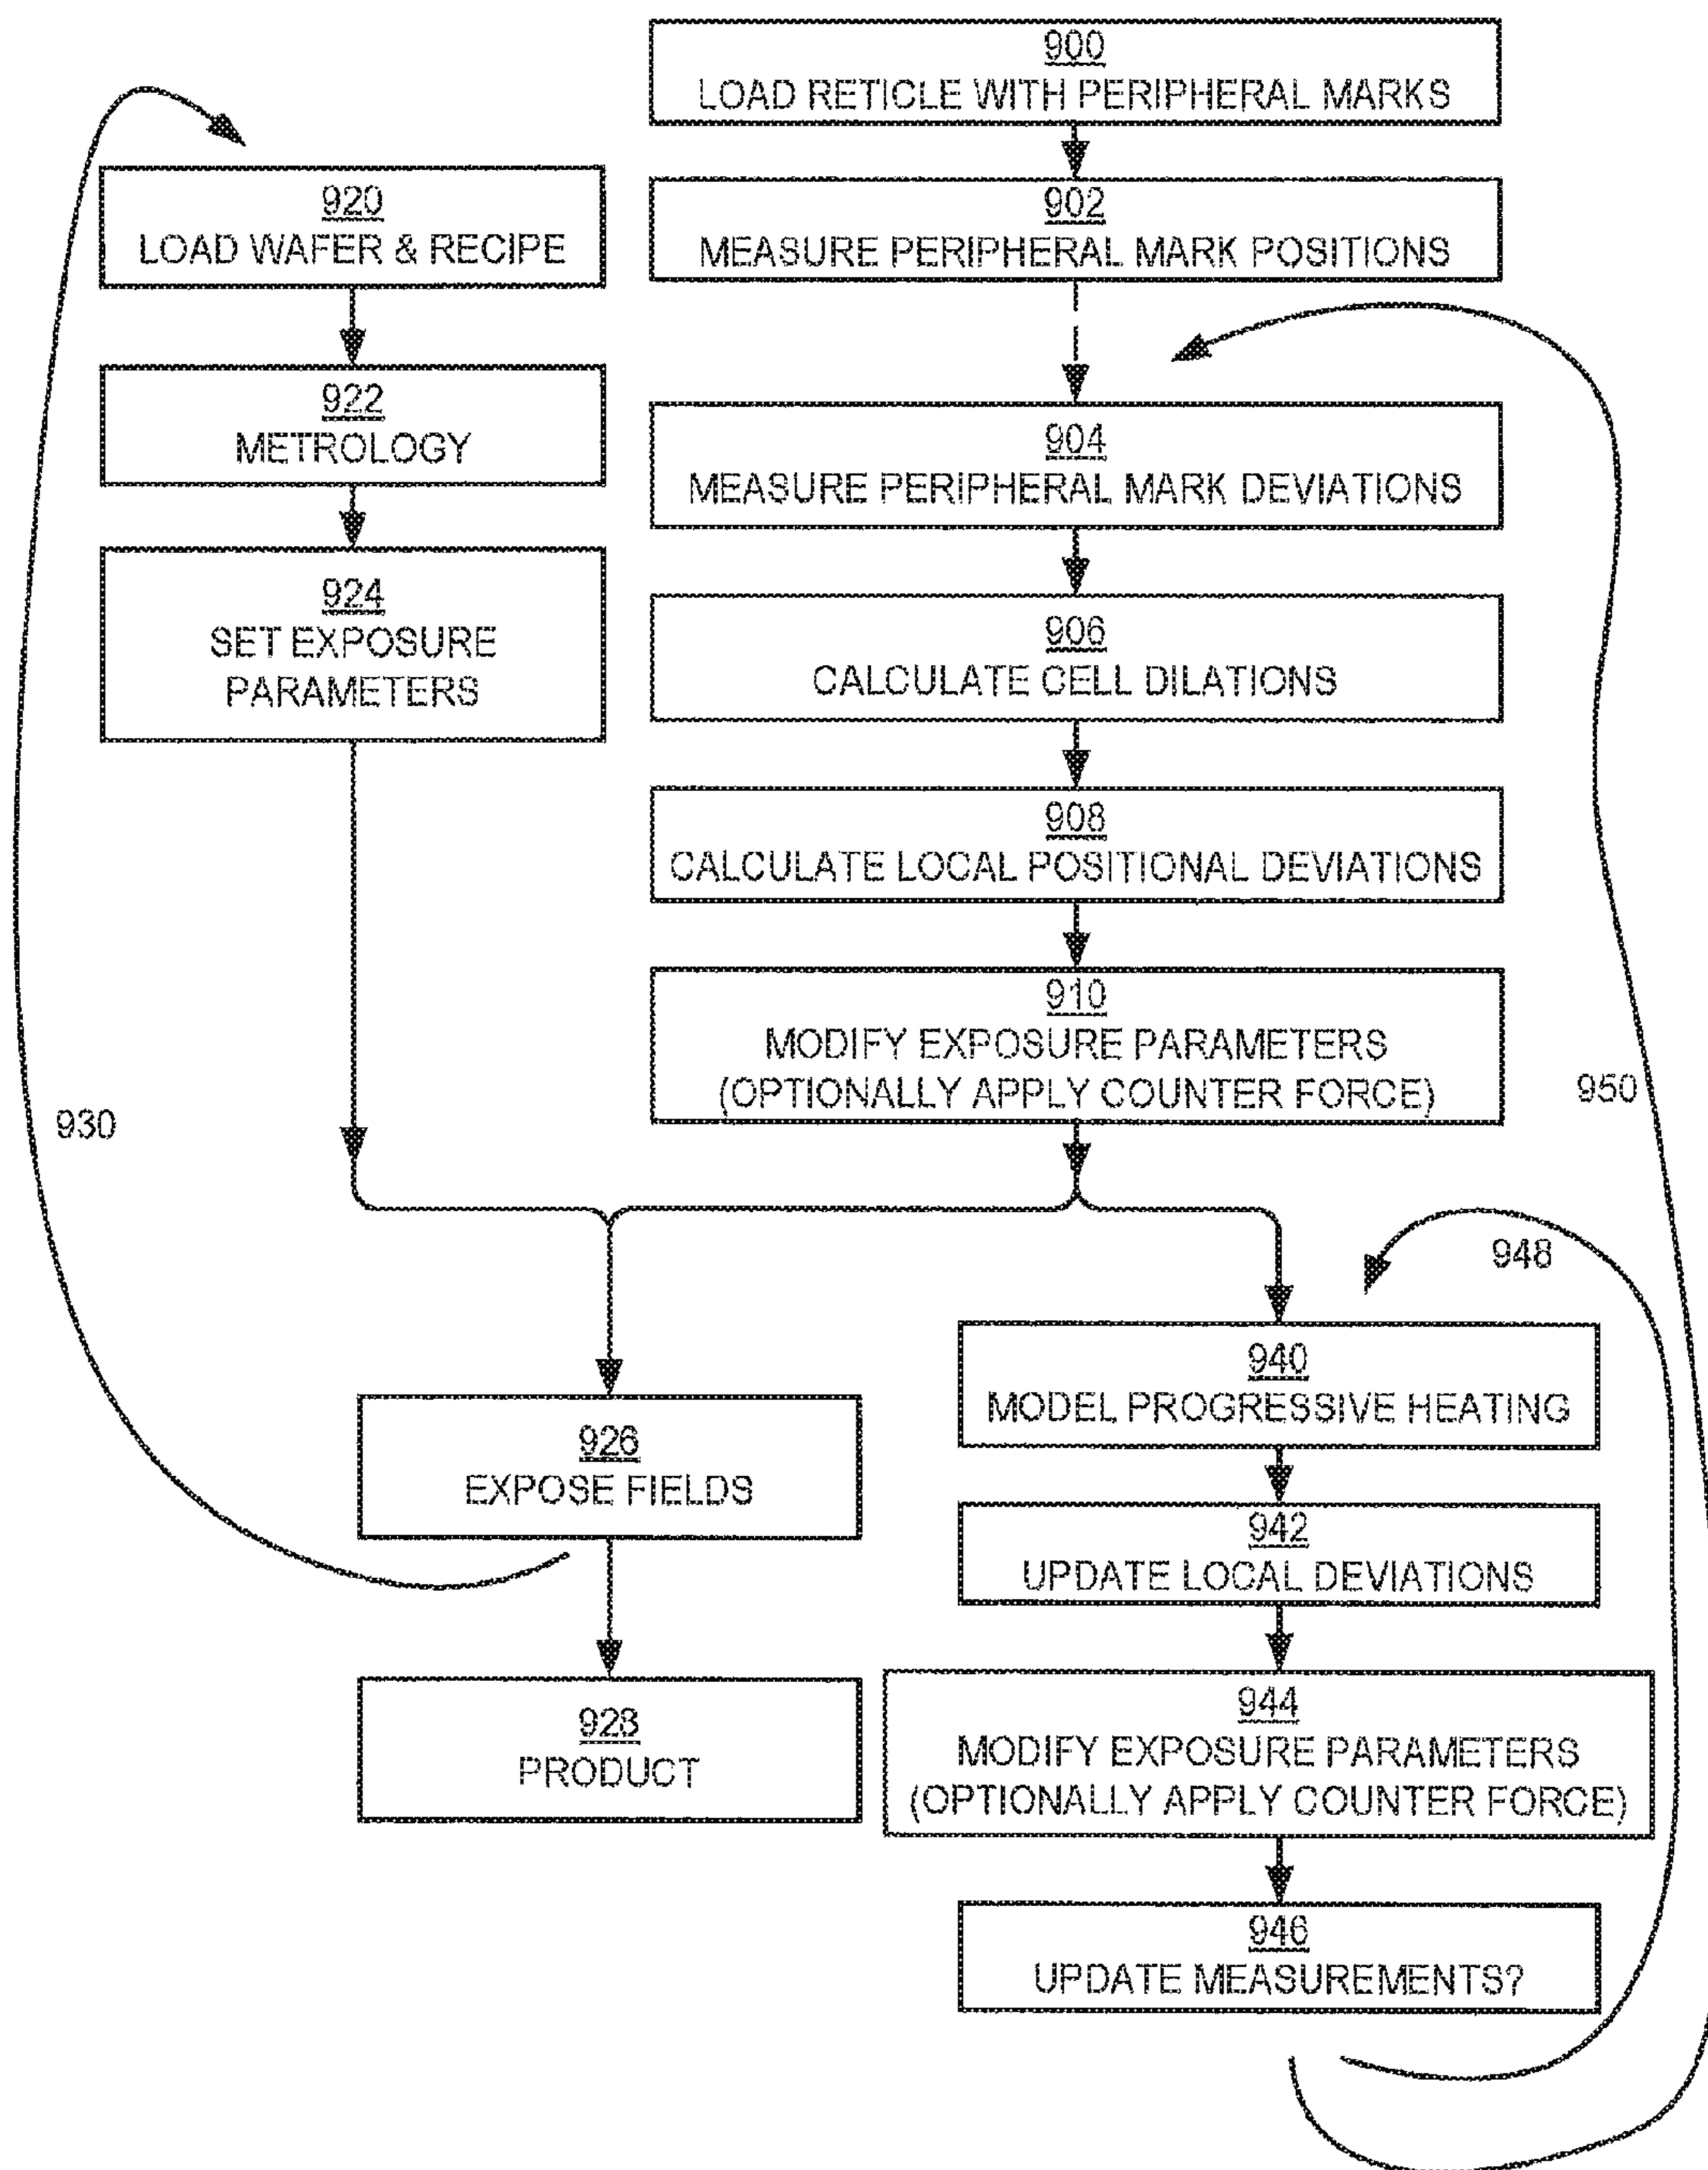 900
LOAD RETICLE WITH PERIPHERAL MARKS
902
MEASURE PERIPHERAL MARK POSITIONS
904
MEASURE PERIPHERAL MARK DEVIATIONS
906
CALCULATE CELL DILATIONS
908
CALCULATE LOCAL POSITIONAL DEVIATIONS
910
MODIFY EXPOSURE PARAMETERS
(OPTIONALLY APPLY COUNTER FORCE)
920
LOAD WAFER & RECIPE
922
METROLOGY
924
SET EXPOSURE
PARAMETERS
930
950
948
926
EXPOSE FIELDS
928
PRODUCT
940
MODEL PROGRESSIVE HEATING
942
UPDATE LOCAL DEVIATIONS
944
MODIFY EXPOSURE PARAMETERS
(OPTIONALLY APPLY COUNTER FORCE)
946
UPDATE MEASUREMENTS?